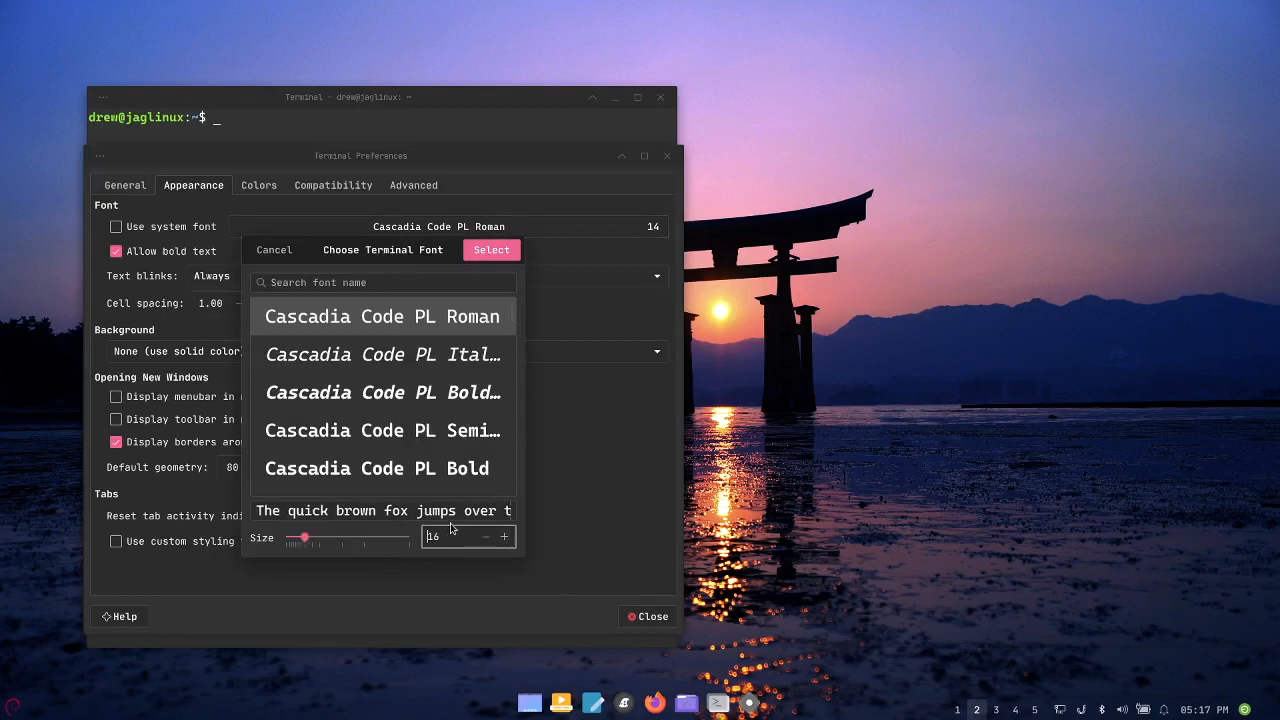 Terminal - drew@jaglinux: ~
drew@jaglinux:~$ _
Terminal Preferences
General Appearance Colors Compatibility Advanced
Font
Use system font Cascadia Code PL Roman 14
Allow bold text
Text blinks: Always
Cell spacing: 1.00
Background
None (use solid color)
Opening New Windows
Display menubar in
Display toolbar in
Display borders
Default geometry: 80
Tabs
Reset tab activity
Use custom styling
Help
Close
Cancel Choose Terminal Font Select
Search font name
Cascadia Code PL Roman
Cascadia Code PL Ital…
Cascadia Code PL Bold…
Cascadia Code PL Semi…
Cascadia Code PL Bold
The quick brown fox jumps over t
Size 16 − +
1 2 3 4 5 05:17 PM